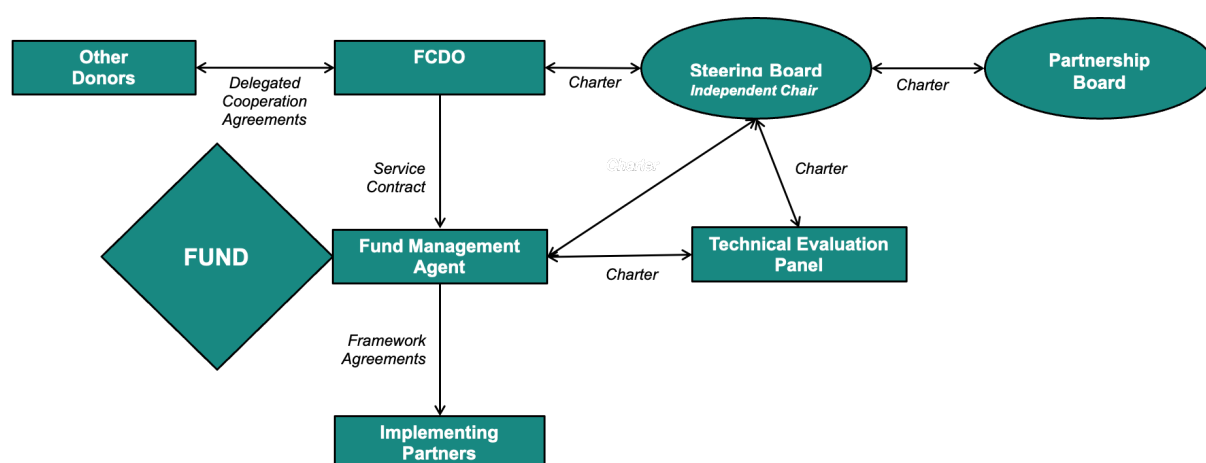 Other
Donors
FCDO
Steering Board
Independent Chair
Partnership
Board
Delegated
Cooperation
Agreements
Charter
Charter
Service
Contract
Charter
Charter
FUND
Fund Management
Agent
Technical Evaluation
Panel
Charter
Framework
Agreements
Implementing
Partners